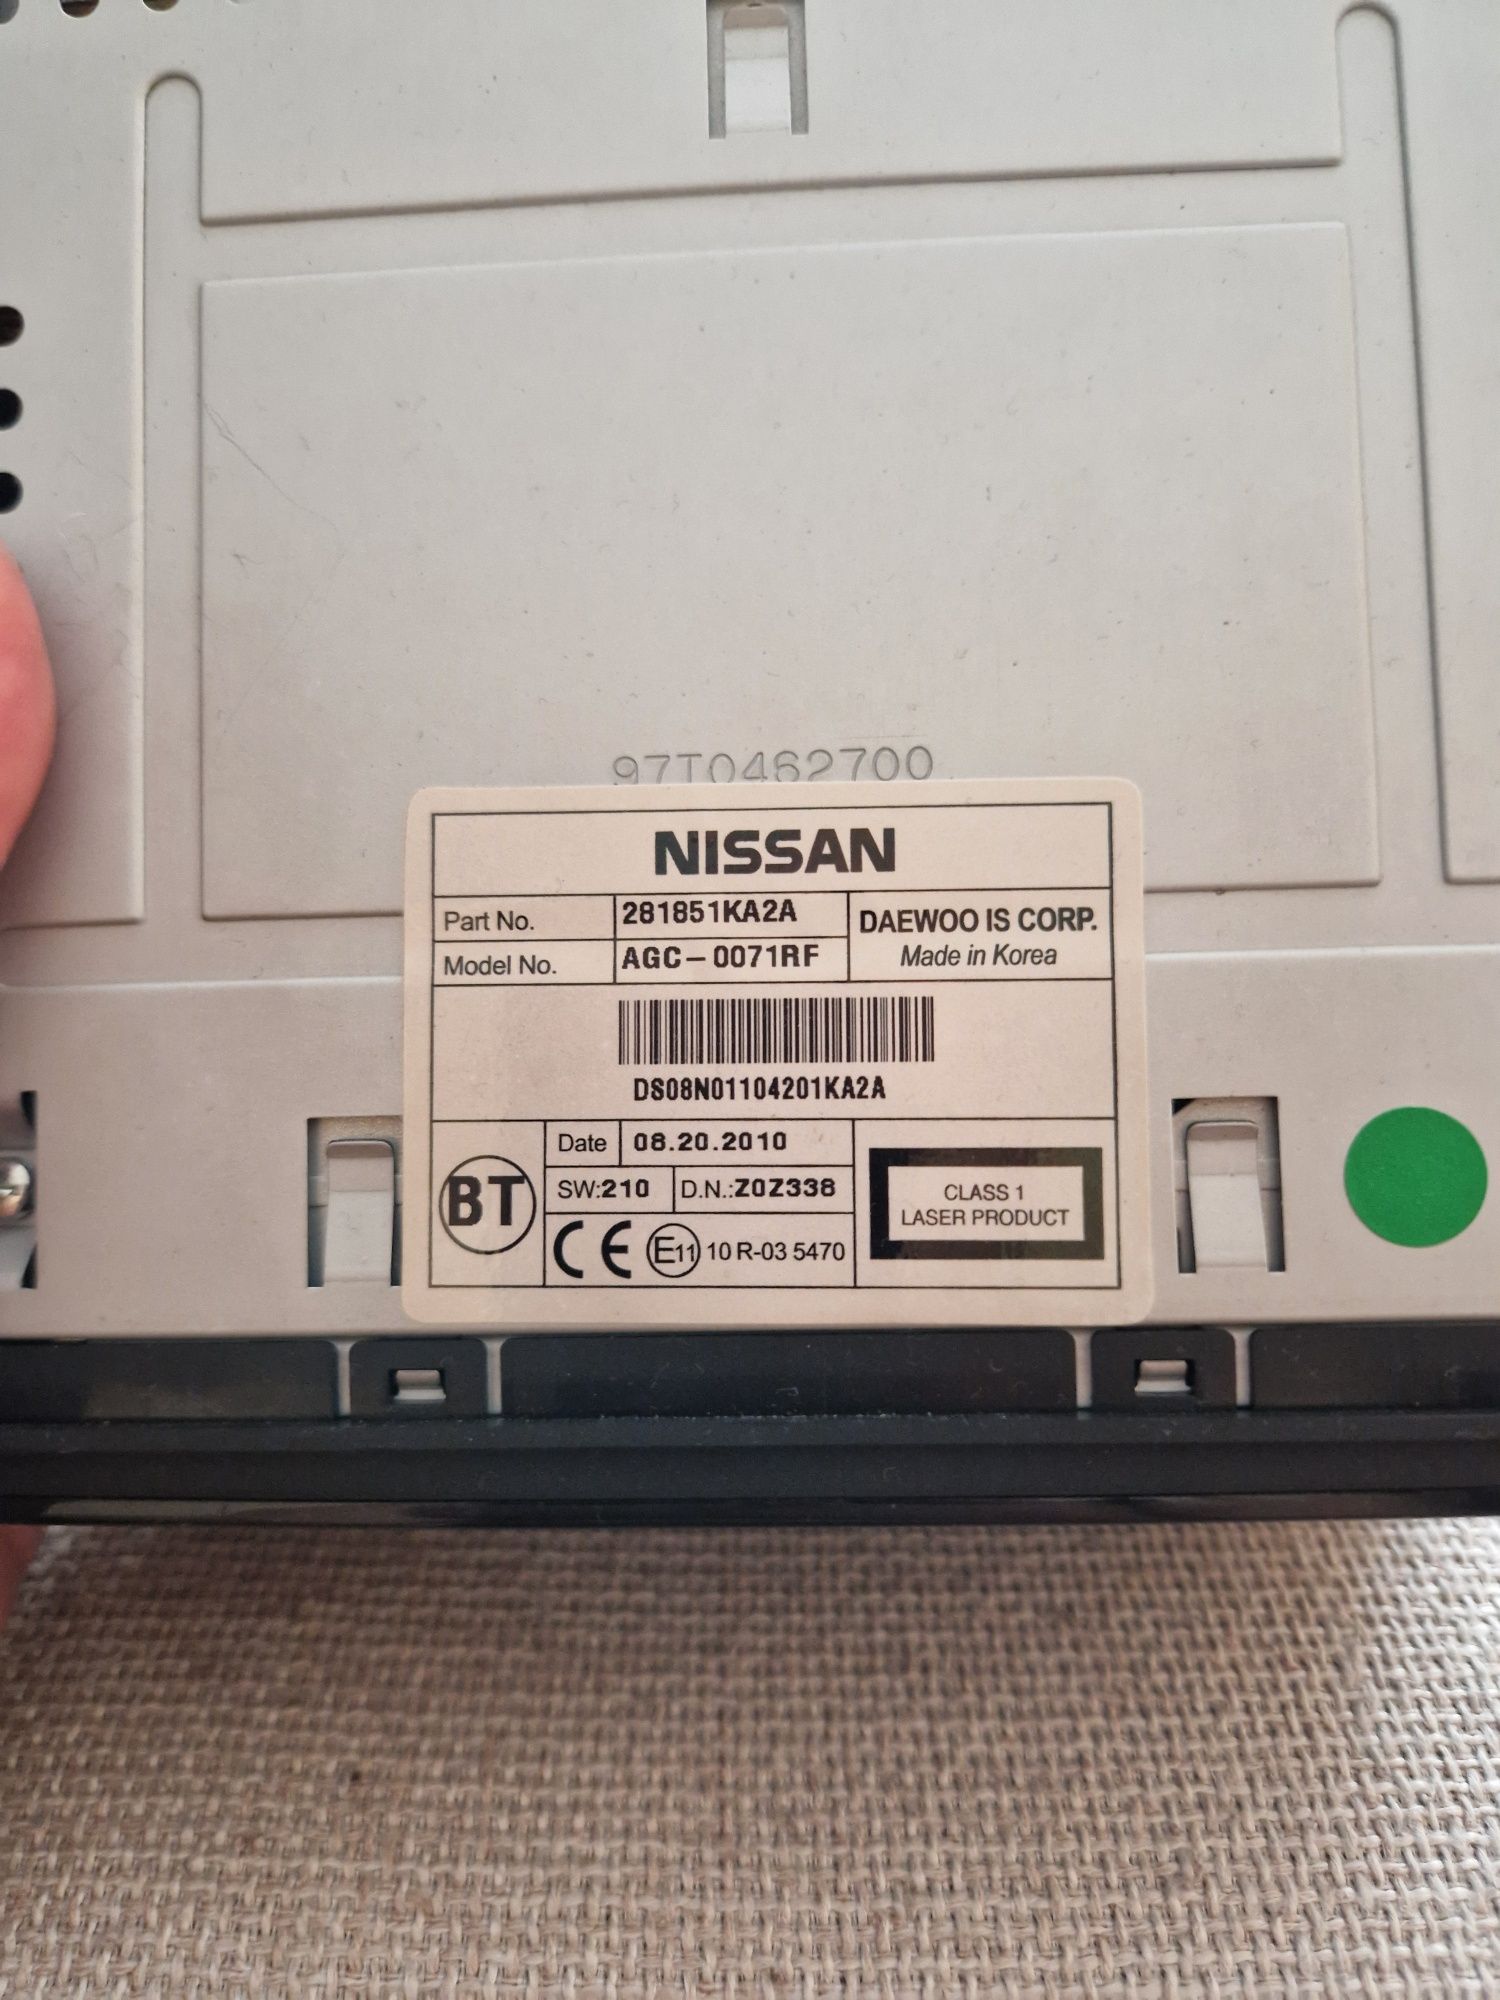 97T0462700
NISSAN
Part No. 281851KA2A
DAEWOO IS CORP.
Model No. AGC-0071RF
Made in Korea
DS08N01104201KA2A
BT
Date 08.20.2010
SW:210 D.N.:Z0Z338
CE E11 10 R-03 5470
CLASS 1
LASER PRODUCT